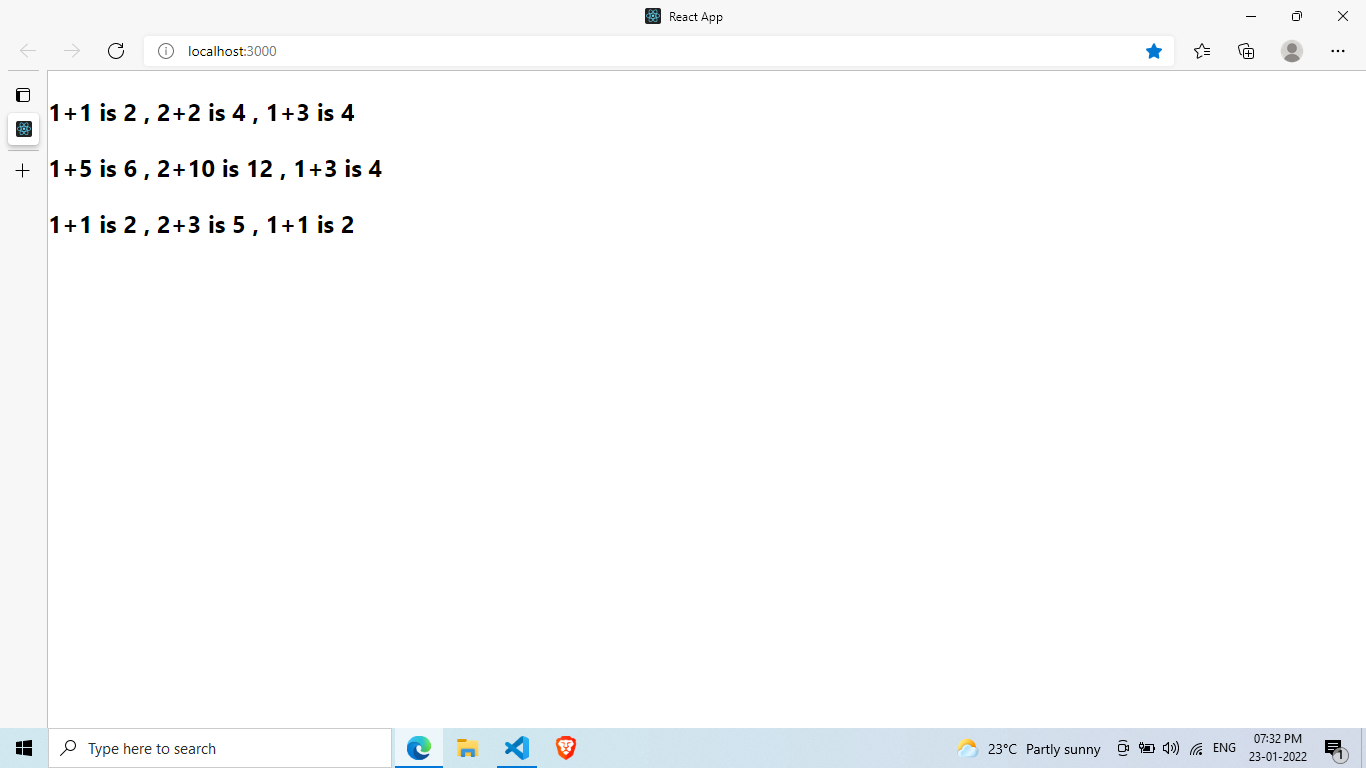 React App
localhost:3000
1+1 is 2 , 2+2 is 4 , 1+3 is 4
1+5 is 6 , 2+10 is 12 , 1+3 is 4
1+1 is 2 , 2+3 is 5 , 1+1 is 2
Type here to search
23°C Partly sunny
ENG
07:32 PM
23-01-2022
1